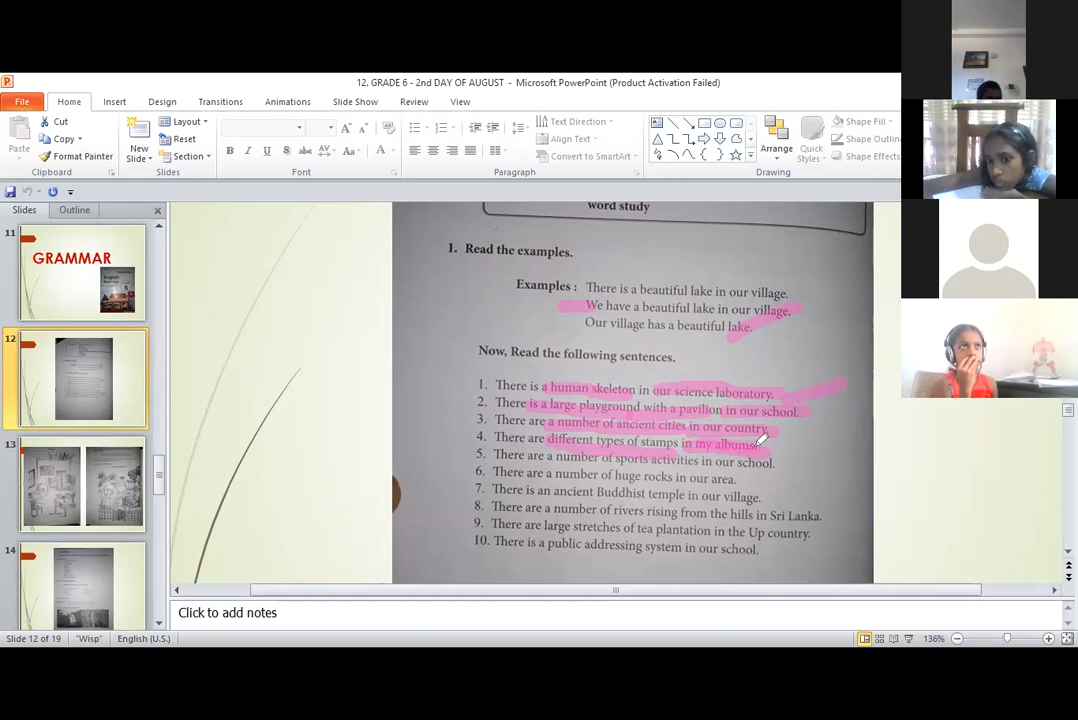 12. GRADE 6 - 2nd DAY OF AUGUST - Microsoft PowerPoint (Product Activation Failed)
File Home Insert Design Transitions Animations Slide Show Review View
Cut
Copy
Format Painter
Paste
Clipboard
New Slide
Layout
Reset
Section
Slides
Font
Text Direction
Align Text
Convert to SmartArt
Paragraph
Arrange
Quick Styles
Shape Fill
Shape Outline
Shape Effects
Drawing
Slides Outline
11
GRAMMAR
12
13
14
word study
1. Read the examples.
Examples : There is a beautiful lake in our village.
We have a beautiful lake in our village.
Our village has a beautiful lake.
Now, Read the following sentences.
1. There is a human skeleton in our science laboratory.
2. There is a large playground with a pavilion in our school.
3. There are a number of ancient cities in our country.
4. There are different types of stamps in my albums.
5. There are a number of sports activities in our school.
6. There are a number of huge rocks in our area.
7. There is an ancient Buddhist temple in our village.
8. There are a number of rivers rising from the hills in Sri Lanka.
9. There are large stretches of tea plantation in the Up country.
10. There is a public addressing system in our school.
Click to add notes
Slide 12 of 19 "Wisp" English (U.S.) 136%